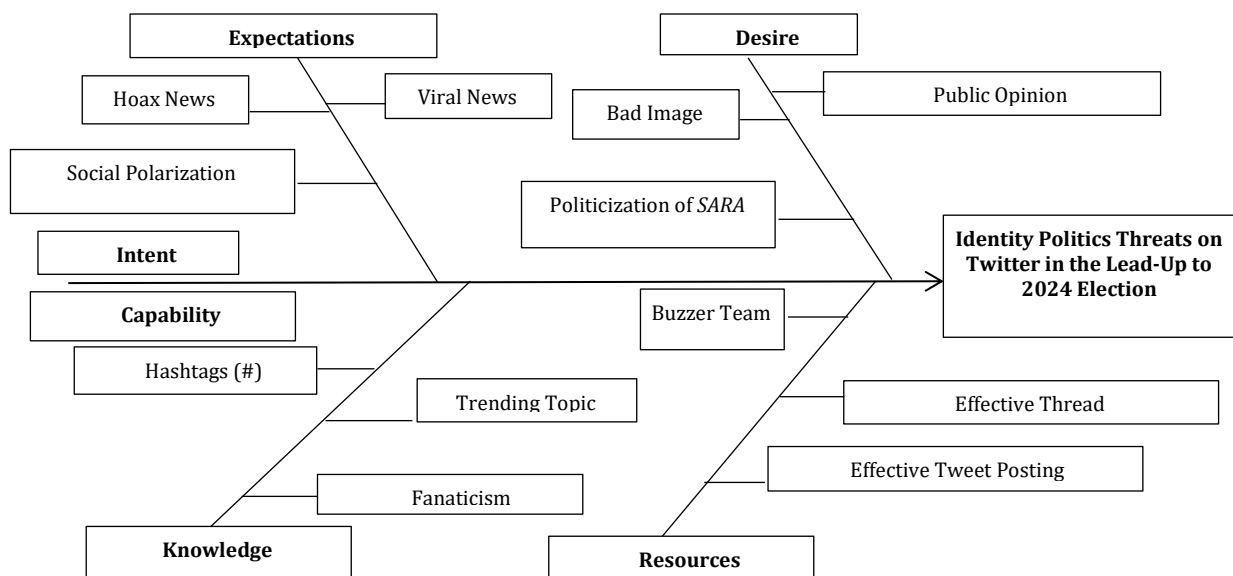 Expectations
Desire
Hoax News
Viral News
Public Opinion
Bad Image
Social Polarization
Politicization of SARA
Intent
Identity Politics Threats on
Twitter in the Lead-Up to
2024 Election
Capability
Buzzer Team
Hashtags (#)
Trending Topic
Effective Thread
Effective Tweet Posting
Fanaticism
Knowledge
Resources